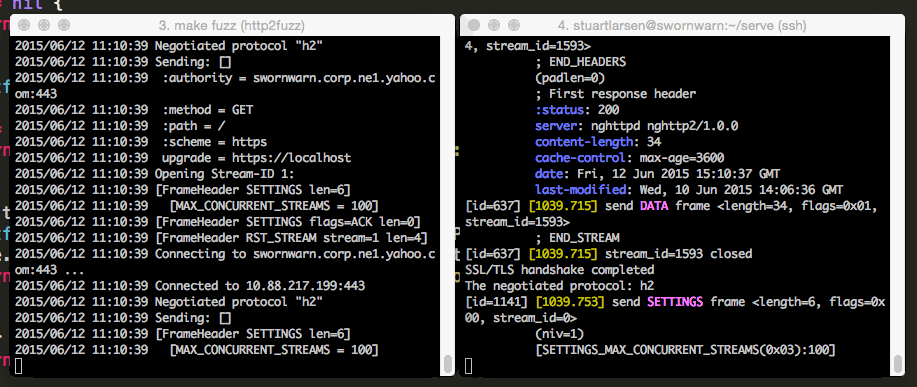 nil {
3. make fuzz (http2fuzz)
2015/06/12 11:10:39 Negotiated protocol "h2"
2015/06/12 11:10:39 Sending: []
2015/06/12 11:10:39  :authority = swornwarn.corp.ne1.yahoo.c
om:443
2015/06/12 11:10:39  :method = GET
2015/06/12 11:10:39  :path = /
2015/06/12 11:10:39  :scheme = https
2015/06/12 11:10:39  upgrade = https://localhost
2015/06/12 11:10:39 Opening Stream-ID 1:
2015/06/12 11:10:39 [FrameHeader SETTINGS len=6]
2015/06/12 11:10:39   [MAX_CONCURRENT_STREAMS = 100]
2015/06/12 11:10:39 [FrameHeader SETTINGS flags=ACK len=0]
2015/06/12 11:10:39 [FrameHeader RST_STREAM stream=1 len=4]
2015/06/12 11:10:39 Connecting to swornwarn.corp.ne1.yahoo.c
om:443 ...
2015/06/12 11:10:39 Connected to 10.88.217.199:443
2015/06/12 11:10:39 Negotiated protocol "h2"
2015/06/12 11:10:39 Sending: []
2015/06/12 11:10:39 [FrameHeader SETTINGS len=6]
2015/06/12 11:10:39   [MAX_CONCURRENT_STREAMS = 100]
4. stuartlarsen@swornwarn:~/serve (ssh)
4, stream_id=1593>
; END_HEADERS
(padlen=0)
; First response header
:status: 200
server: nghttpd nghttp2/1.0.0
content-length: 34
cache-control: max-age=3600
date: Fri, 12 Jun 2015 15:10:37 GMT
last-modified: Wed, 10 Jun 2015 14:06:36 GMT
[id=637] [1039.715] send DATA frame <length=34, flags=0x01,
stream_id=1593>
; END_STREAM
[id=637] [1039.715] stream_id=1593 closed
SSL/TLS handshake completed
The negotiated protocol: h2
[id=1141] [1039.753] send SETTINGS frame <length=6, flags=0x
00, stream_id=0>
(niv=1)
[SETTINGS_MAX_CONCURRENT_STREAMS(0x03):100]